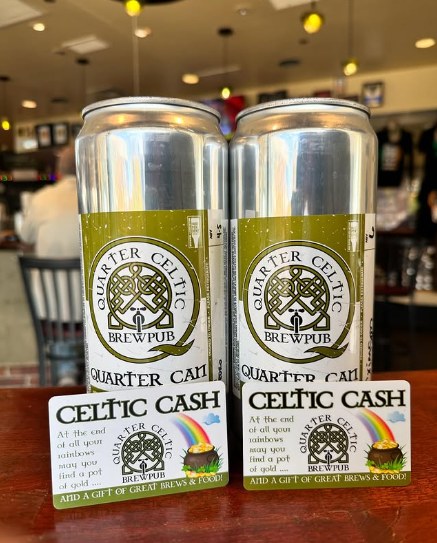 QUARTER CELTIC
BREWPUB
QUARTER CAN
QUARTER CELTIC
BREWPUB
QUARTER CAN
CELTIC CASH
At the end
of all your
rainbows
may you
find a pot
of gold ....
QUARTER CELTIC
BREWPUB
AND A GIFT OF GREAT BREWS & FOOD!
CELTIC CASH
At the end
of all your
rainbows
may you
find a pot
of gold ....
QUARTER CELTIC
BREWPUB
AND A GIFT OF GREAT BREWS & FOOD!